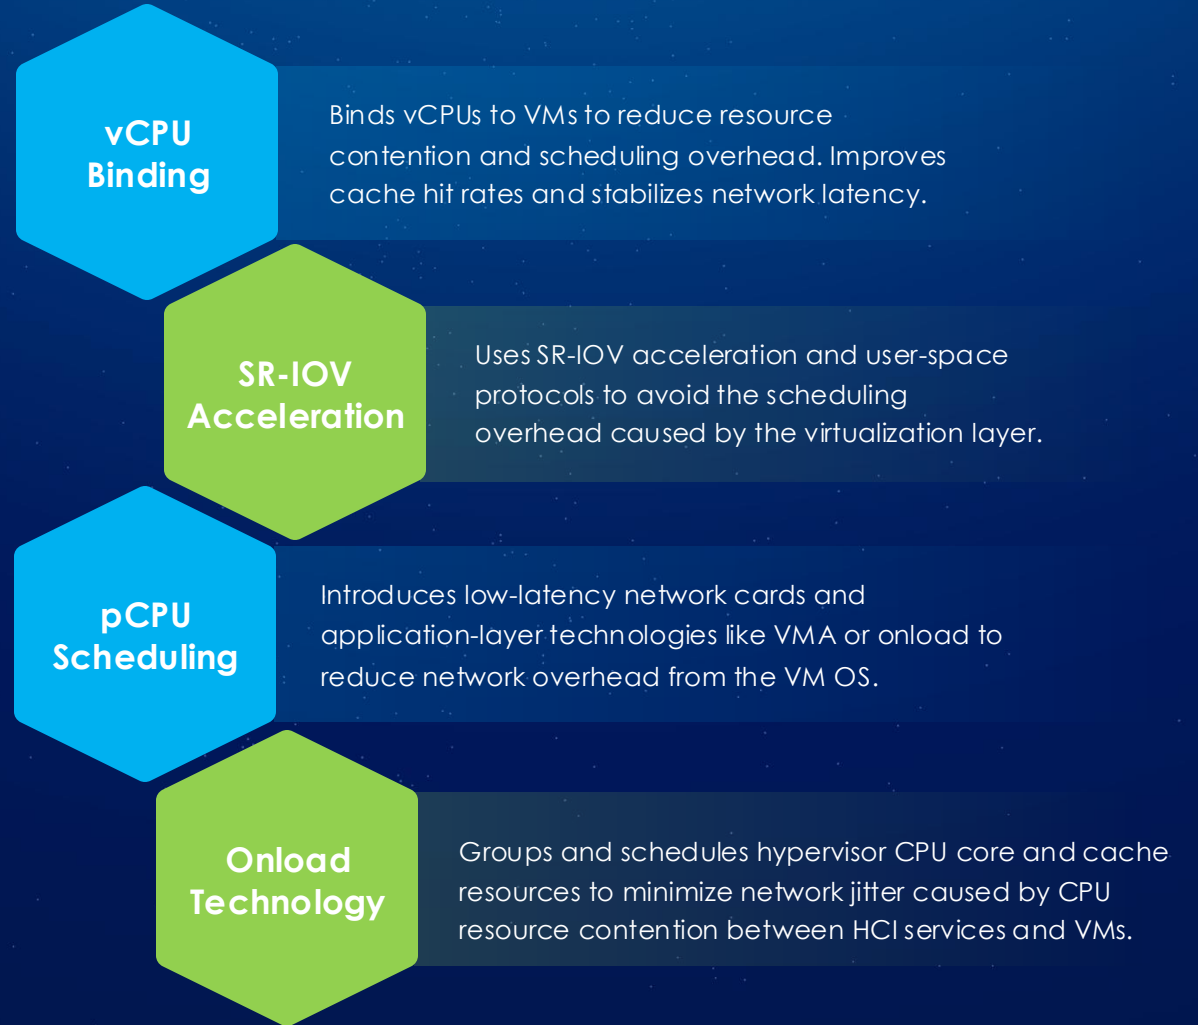 vCPU
Binding
Binds vCPUs to VMs to reduce resource
contention and scheduling overhead. Improves
cache hit rates and stabilizes network latency.
SR-IOV
Acceleration
Uses SR-IOV acceleration and user-space
protocols to avoid the scheduling
overhead caused by the virtualization layer.
pCPU
Scheduling
Introduces low-latency network cards and
application-layer technologies like VMA or onload to
reduce network overhead from the VM OS.
Onload
Technology
Groups and schedules hypervisor CPU core and cache
resources to minimize network jitter caused by CPU
resource contention between HCI services and VMs.